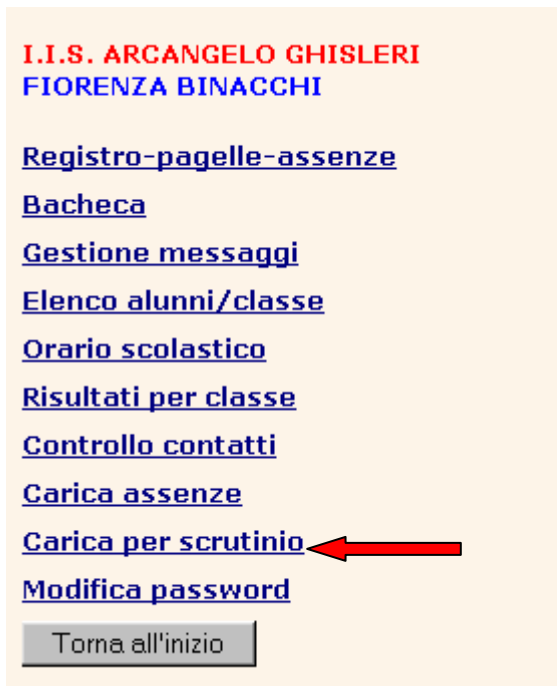 I.I.S. ARCANGELO GHISLERI
FIORENZA BINACCHI
Registro-pagelle-assenze
Bacheca
Gestione messaggi
Elenco alunni/classe
Orario scolastico
Risultati per classe
Controllo contatti
Carica assenze
Carica per scrutinio
Modifica password
Torna all'inizio